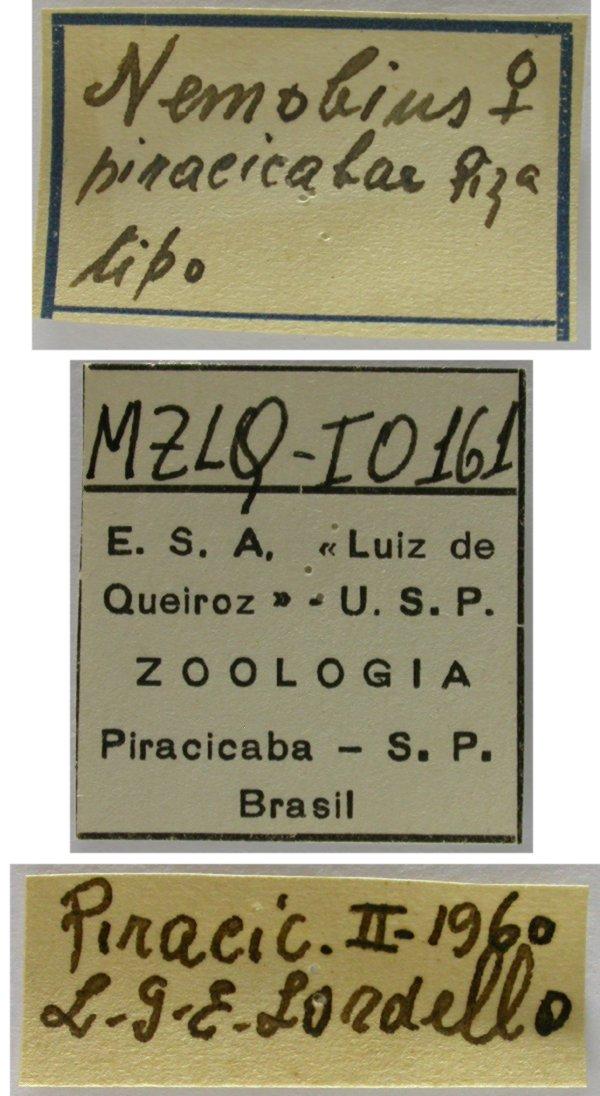 Nemobius ♀
piracicabae Piza
tipo
MZLQ-I0161
E. S. A. «Luiz de
Queiroz» - U. S. P.
ZOOLOGIA
Piracicaba – S. P.
Brasil
Piracic. II-1960
L-G-E-Lordello